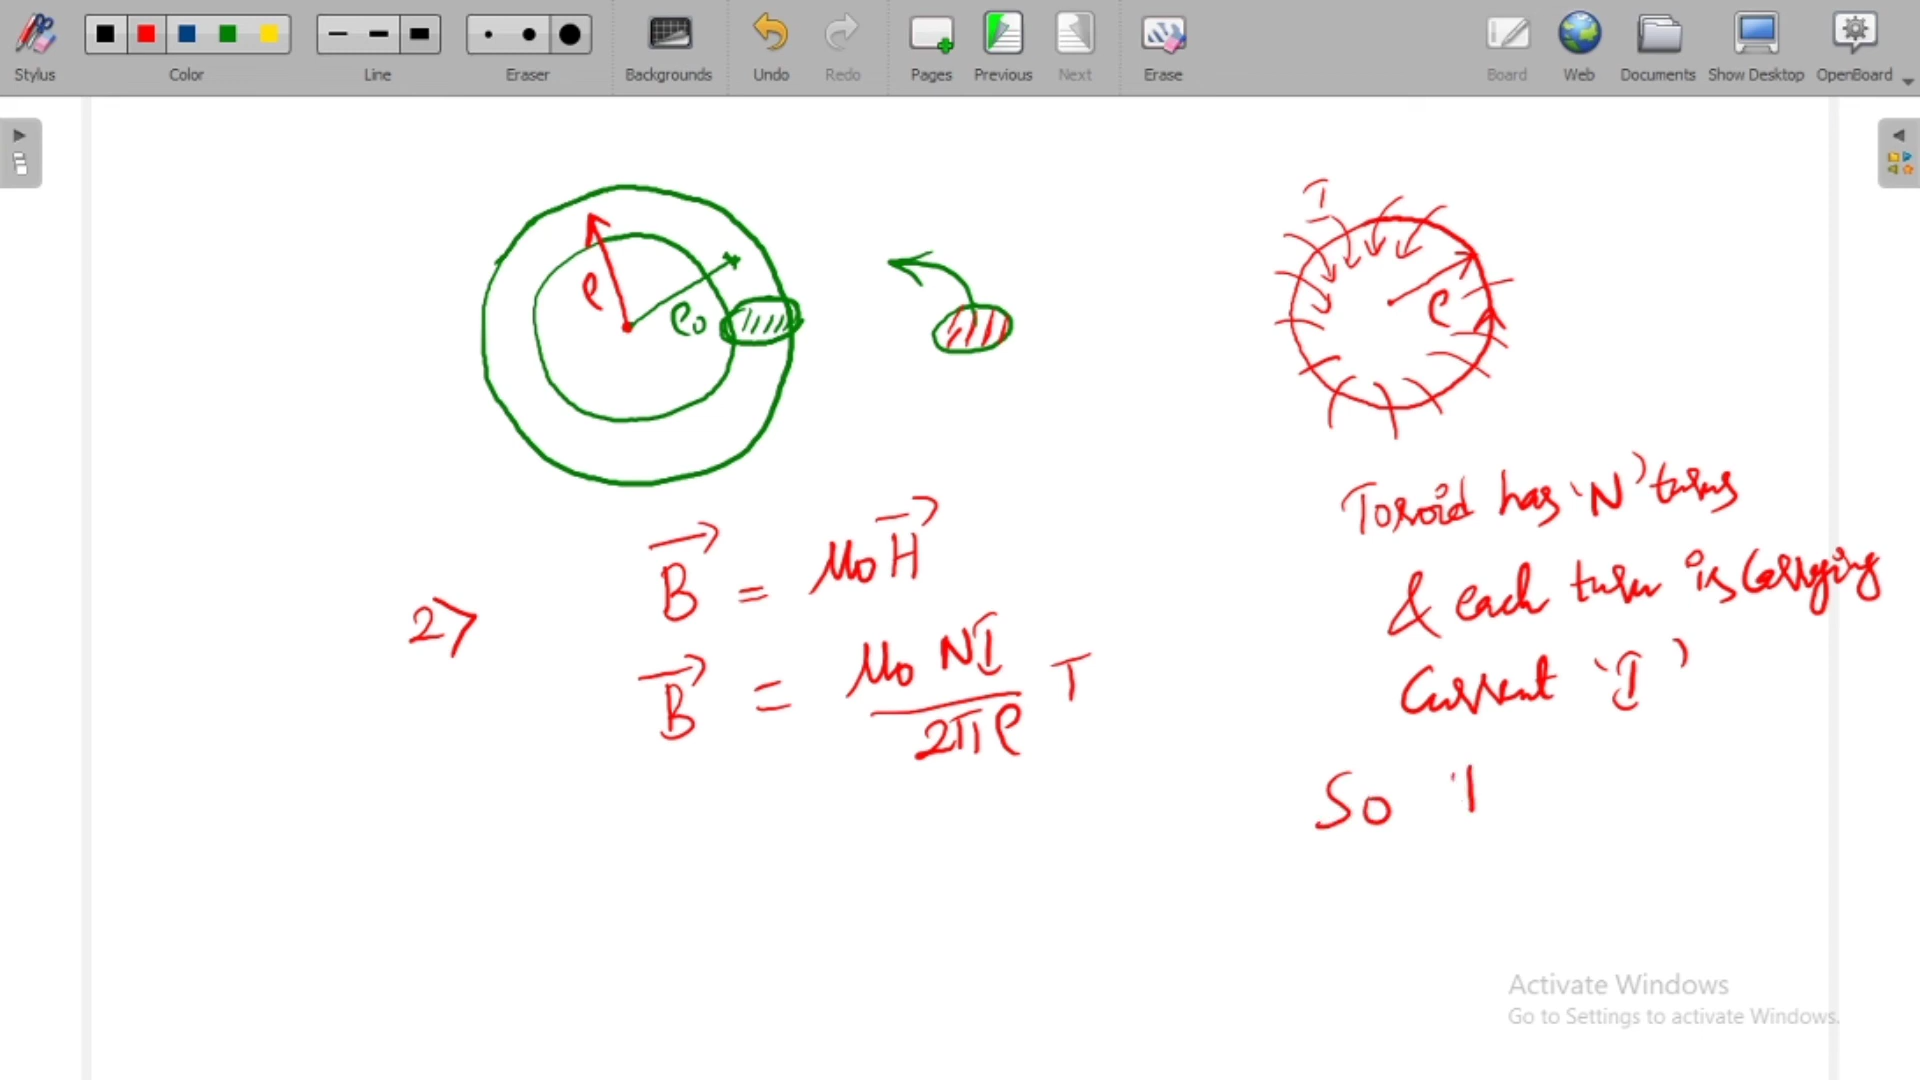 Stylus
Color
Line
Eraser
Backgrounds
Undo
Redo
Pages
Previous
Next
Erase
Board
Web
Documents
Show Desktop
OpenBoard
ρ
ρ₀
I
ρ
Toroid has 'N' turns
& each turn is Carrying
Current 'I'
So
2>
B⃗ = μ₀H⃗
B⃗ = μ₀ NI / 2πρ T
Activate Windows
Go to Settings to activate Windows.